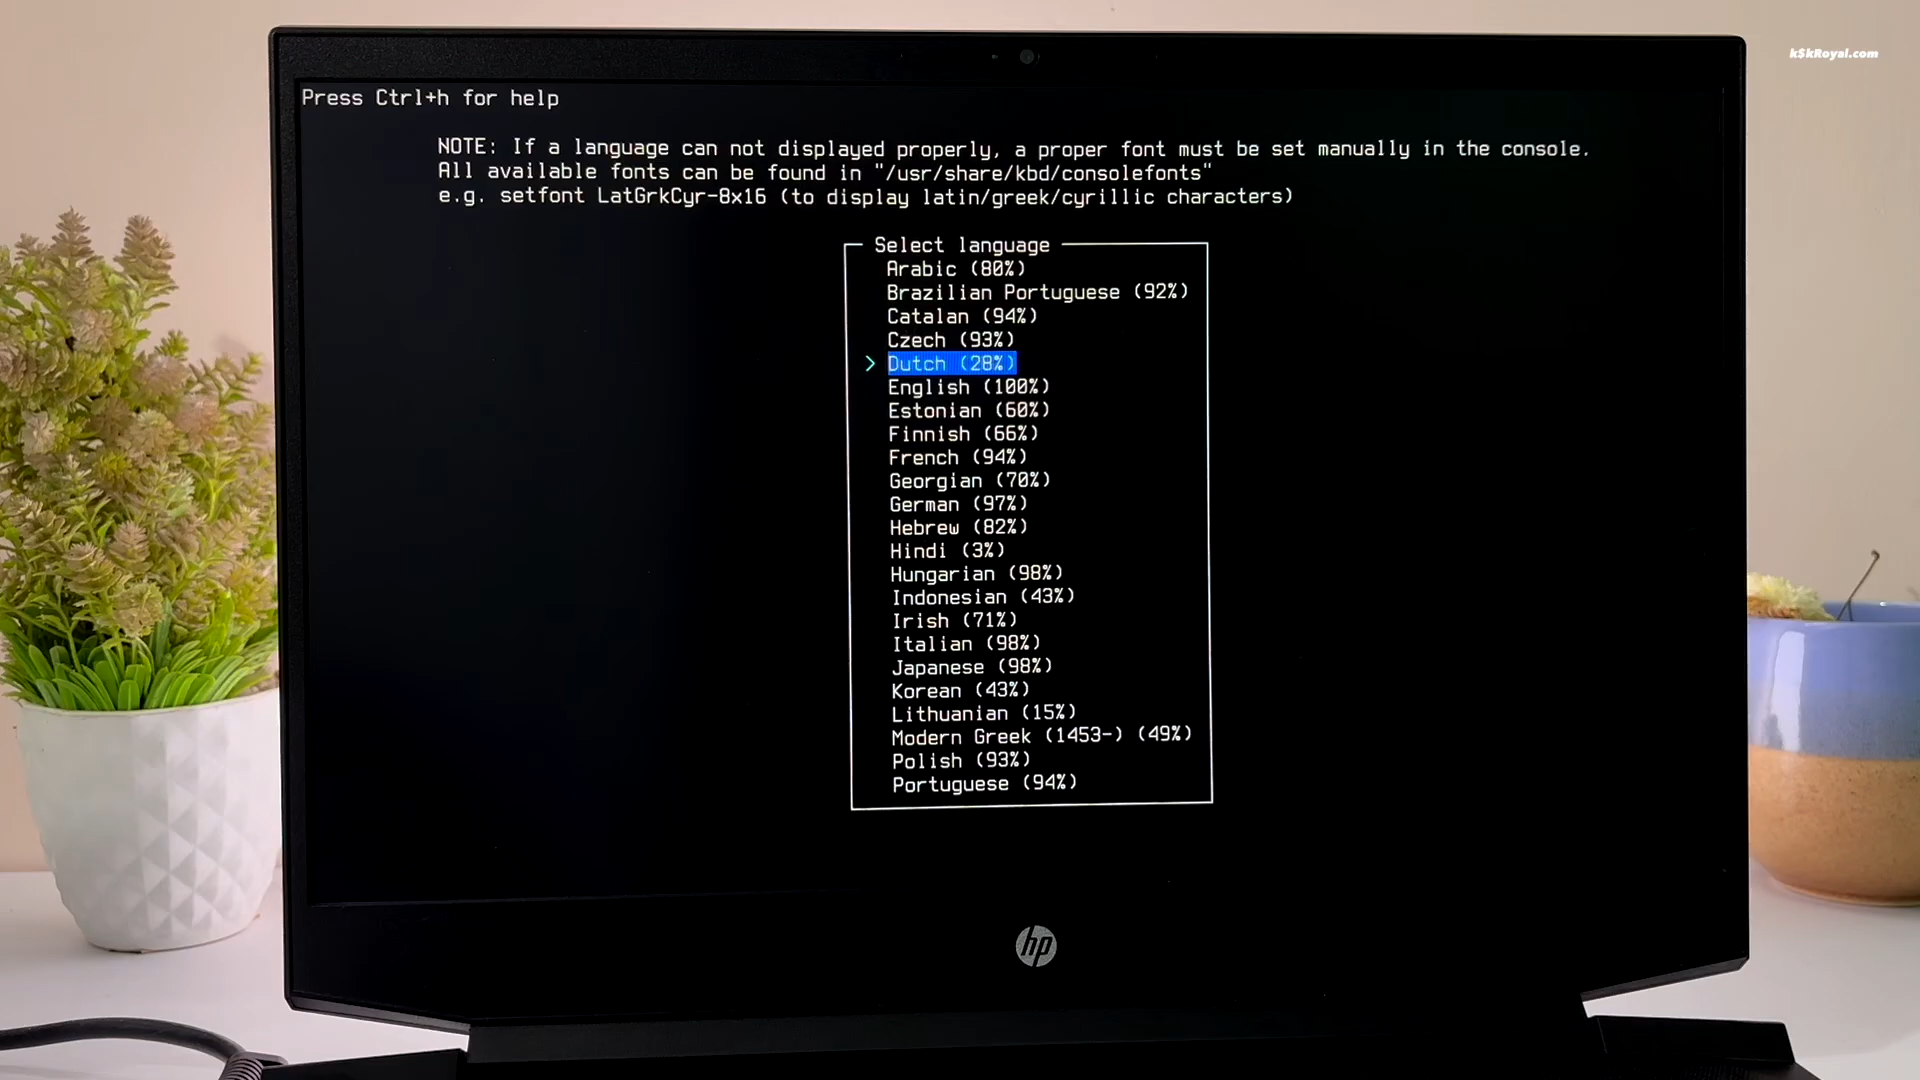 kSkRoyal.com
Press Ctrl+h for help
NOTE: If a language can not displayed properly, a proper font must be set manually in the console.
All available fonts can be found in "/usr/share/kbd/consolefonts"
e.g. setfont LatGrkCyr-8x16 (to display latin/greek/cyrillic characters)
Select language
Arabic (80%)
Brazilian Portuguese (92%)
Catalan (94%)
Czech (93%)
> Dutch (28%)
English (100%)
Estonian (60%)
Finnish (66%)
French (94%)
Georgian (70%)
German (97%)
Hebrew (82%)
Hindi (3%)
Hungarian (98%)
Indonesian (43%)
Irish (71%)
Italian (98%)
Japanese (98%)
Korean (43%)
Lithuanian (15%)
Modern Greek (1453-) (49%)
Polish (93%)
Portuguese (94%)
hp